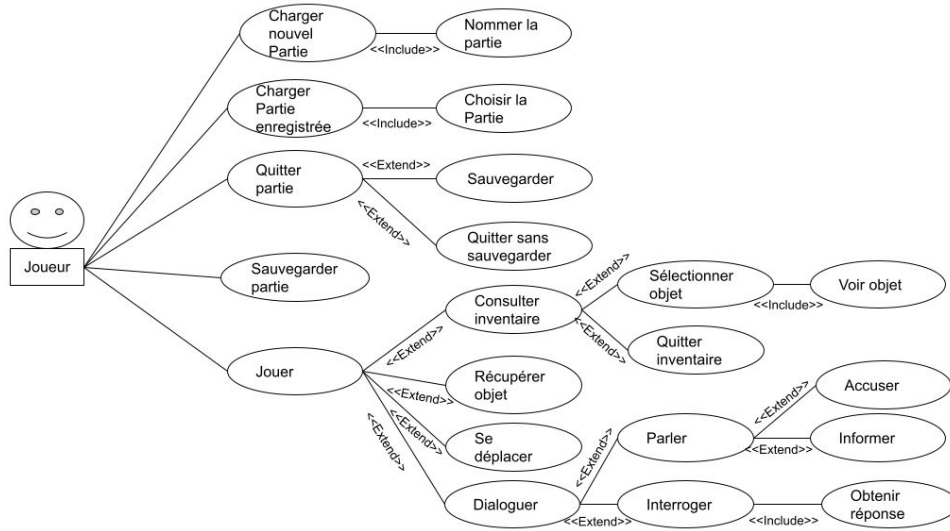 Charger
nouvel
Partie
<<Include>>
Nommer la
partie
Charger
Partie
enregistrée
<<Include>>
Choisir la
Partie
Quitter
partie
<<Extend>>
Sauvegarder
<<Extend>>
Quitter sans
sauvegarder
Joueur
Sauvegarder
partie
Jouer
<<Extend>>
Consulter
inventaire
<<Extend>>
Sélectionner
objet
<<Include>>
Voir objet
<<Extend>>
Quitter
inventaire
<<Extend>>
Récupérer
objet
<<Extend>>
Se
déplacer
<<Extend>>
Dialoguer
<<Extend>>
Parler
<<Extend>>
Accuser
<<Extend>>
Informer
<<Extend>>
Interroger
<<Include>>
Obtenir
réponse